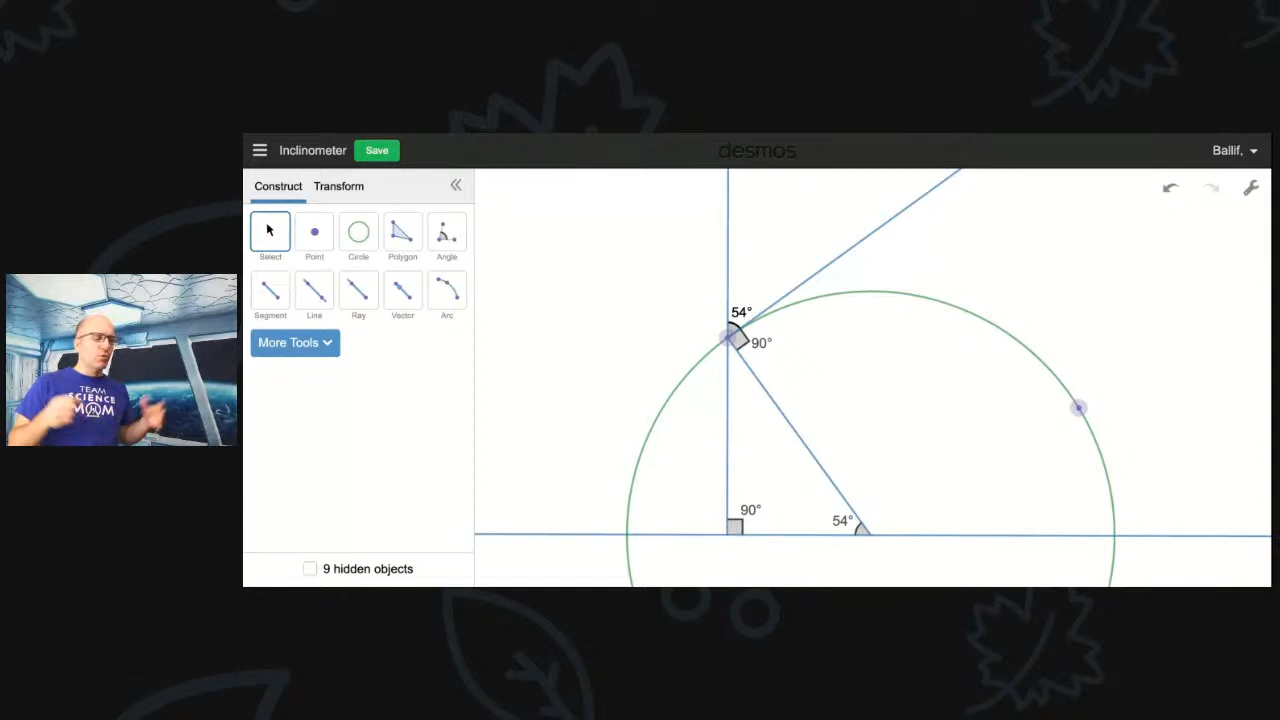 Inclinometer
Save
desmos
Ballif,
Construct
Transform
Select
Point
Circle
Polygon
Angle
Segment
Line
Ray
Vector
Arc
More Tools
9 hidden objects
54°
90°
90°
54°
TEAM
SCIENCE
MOM